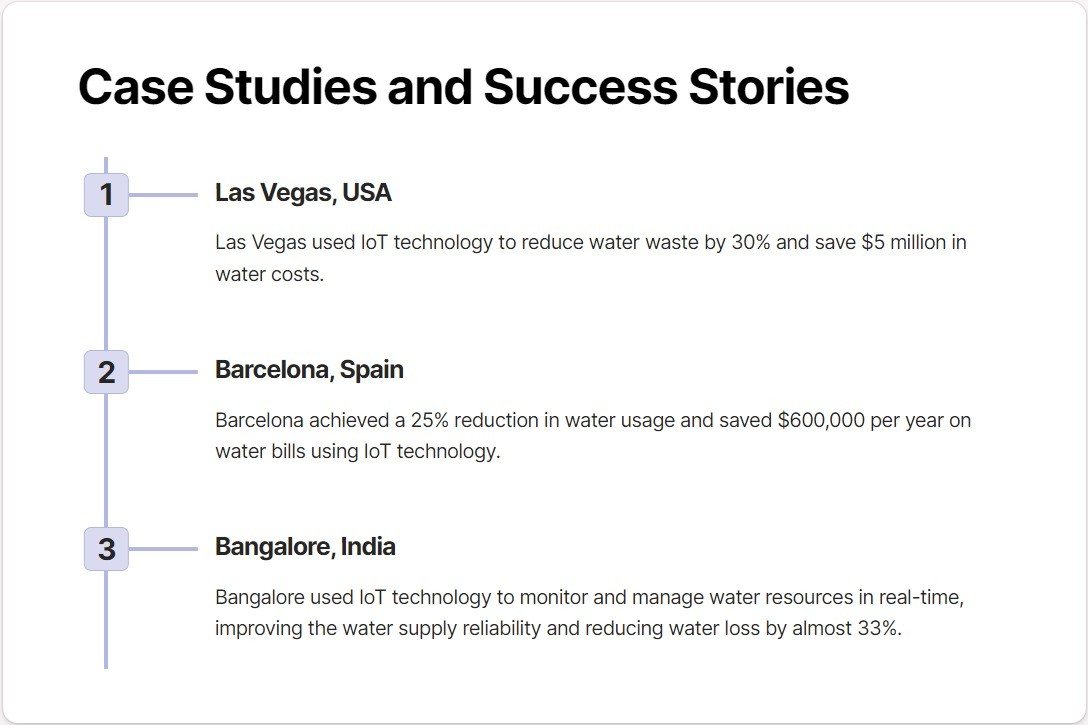 Case Studies and Success Stories
1
Las Vegas, USA
Las Vegas used IoT technology to reduce water waste by 30% and save $5 million in
water costs.
2
Barcelona, Spain
Barcelona achieved a 25% reduction in water usage and saved $600,000 per year on
water bills using IoT technology.
3
Bangalore, India
Bangalore used IoT technology to monitor and manage water resources in real-time,
improving the water supply reliability and reducing water loss by almost 33%.